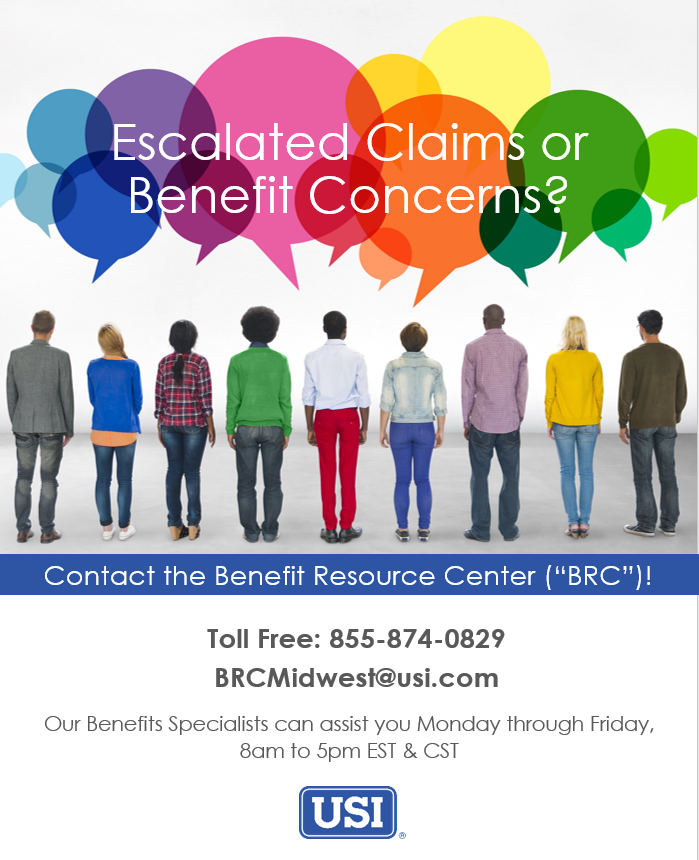 Escalated Claims or
Benefit Concerns?
Contact the Benefit Resource Center (“BRC”)!
Toll Free: 855-874-0829
BRCMidwest@usi.com
Our Benefits Specialists can assist you Monday through Friday,
8am to 5pm EST & CST
USI®